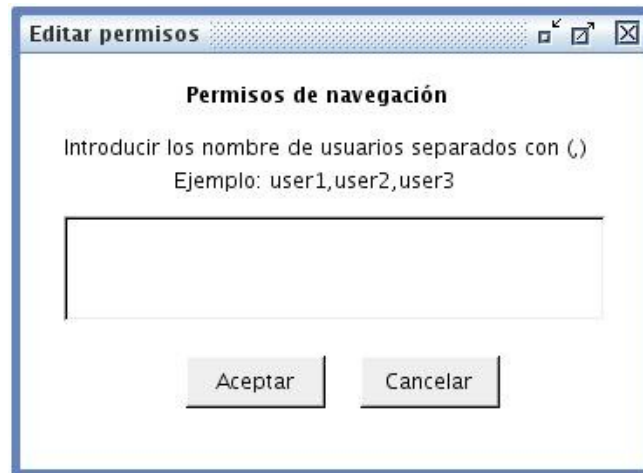 Editar permisos
Permisos de navegación
Introducir los nombre de usuarios separados con (,)
Ejemplo: user1,user2,user3
Aceptar
Cancelar